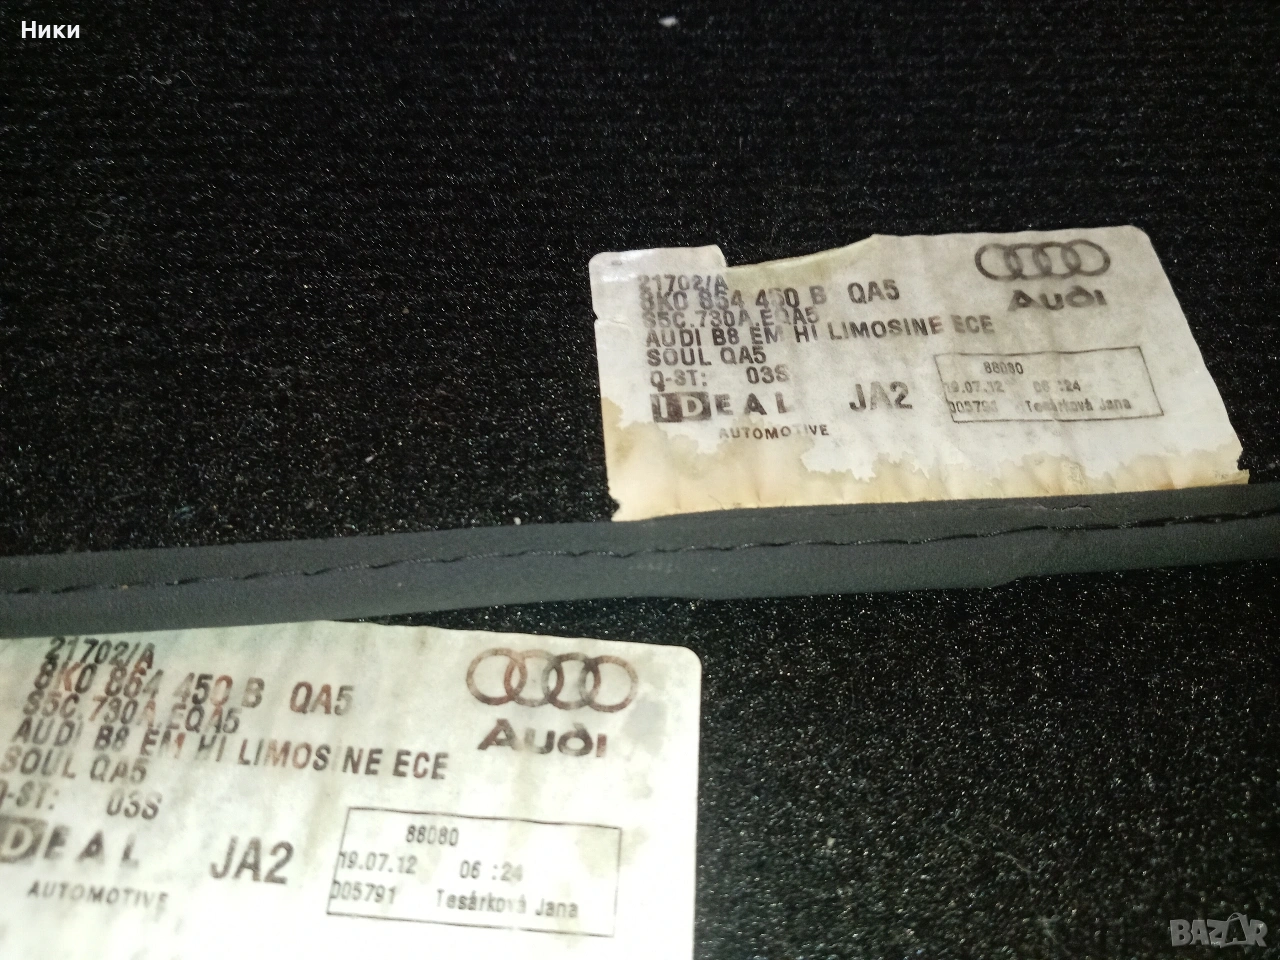 Ники
21702/A
8K0 864 450 B QA5
S5C.730A.EQA5
AUDI B8 EM HI LIMOSINE ECE
SOUL QA5
Q-ST: 03S
IDEAL
AUTOMOTIVE
JA2
Audi
88080
19.07.12 06:24
005791 Tesárková Jana
21702/A
8K0 864 450 B QA5
S5C.730A.EQA5
AUDI B8 EM HI LIMOSINE ECE
SOUL QA5
Q-ST: 03S
DEAL
AUTOMOTIVE
JA2
Audi
88080
19.07.12 06:24
005791 Tesárková Jana
BAZAR